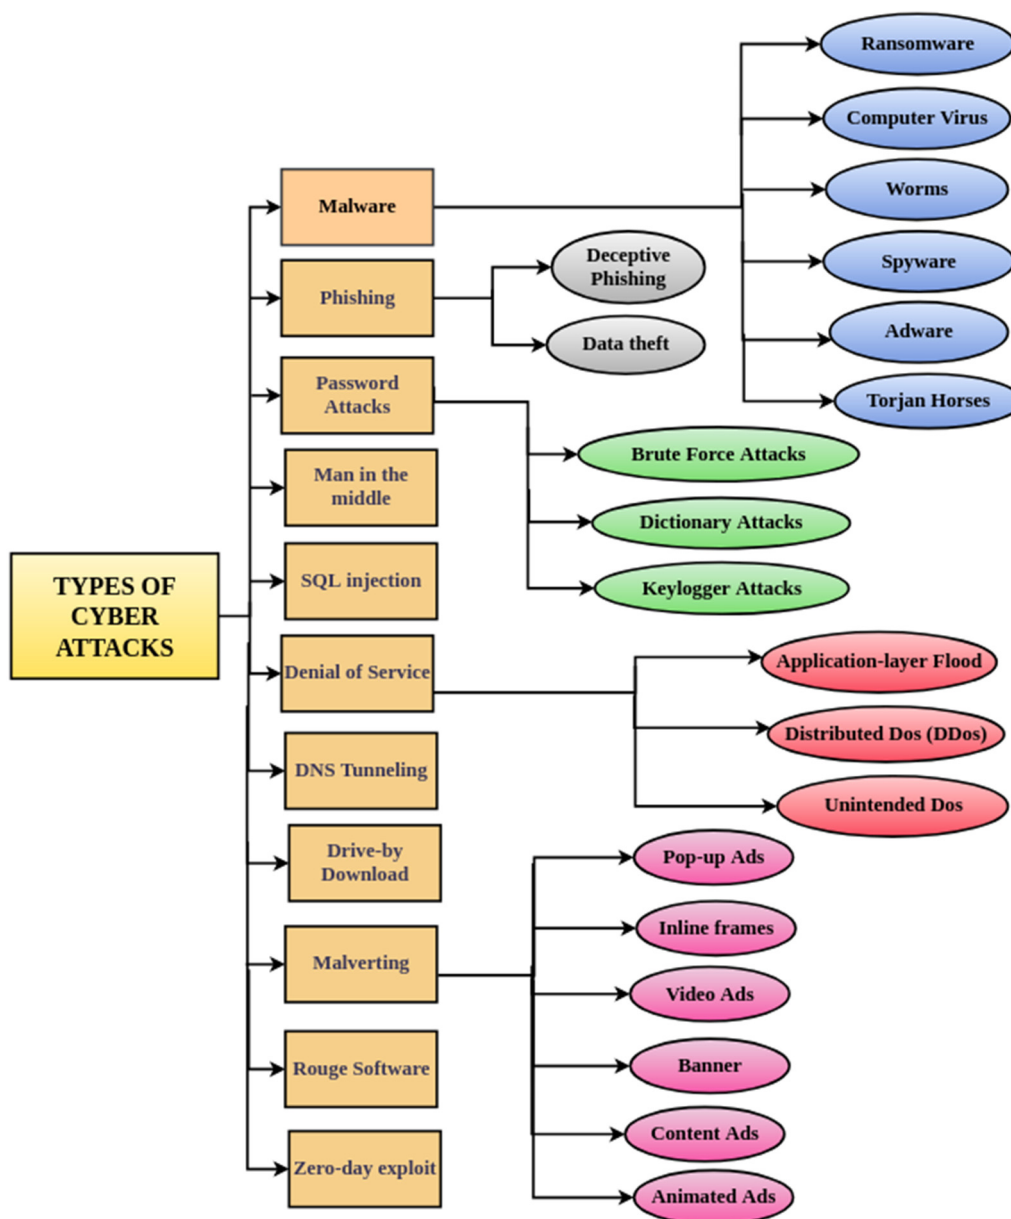 TYPES OF
CYBER
ATTACKS
Malware
Phishing
Password
Attacks
Man in the
middle
SQL injection
Denial of Service
DNS Tunneling
Drive-by
Download
Malverting
Rouge Software
Zero-day exploit
Ransomware
Computer Virus
Worms
Spyware
Adware
Torjan Horses
Deceptive
Phishing
Data theft
Brute Force Attacks
Dictionary Attacks
Keylogger Attacks
Application-layer Flood
Distributed Dos (DDos)
Unintended Dos
Pop-up Ads
Inline frames
Video Ads
Banner
Content Ads
Animated Ads